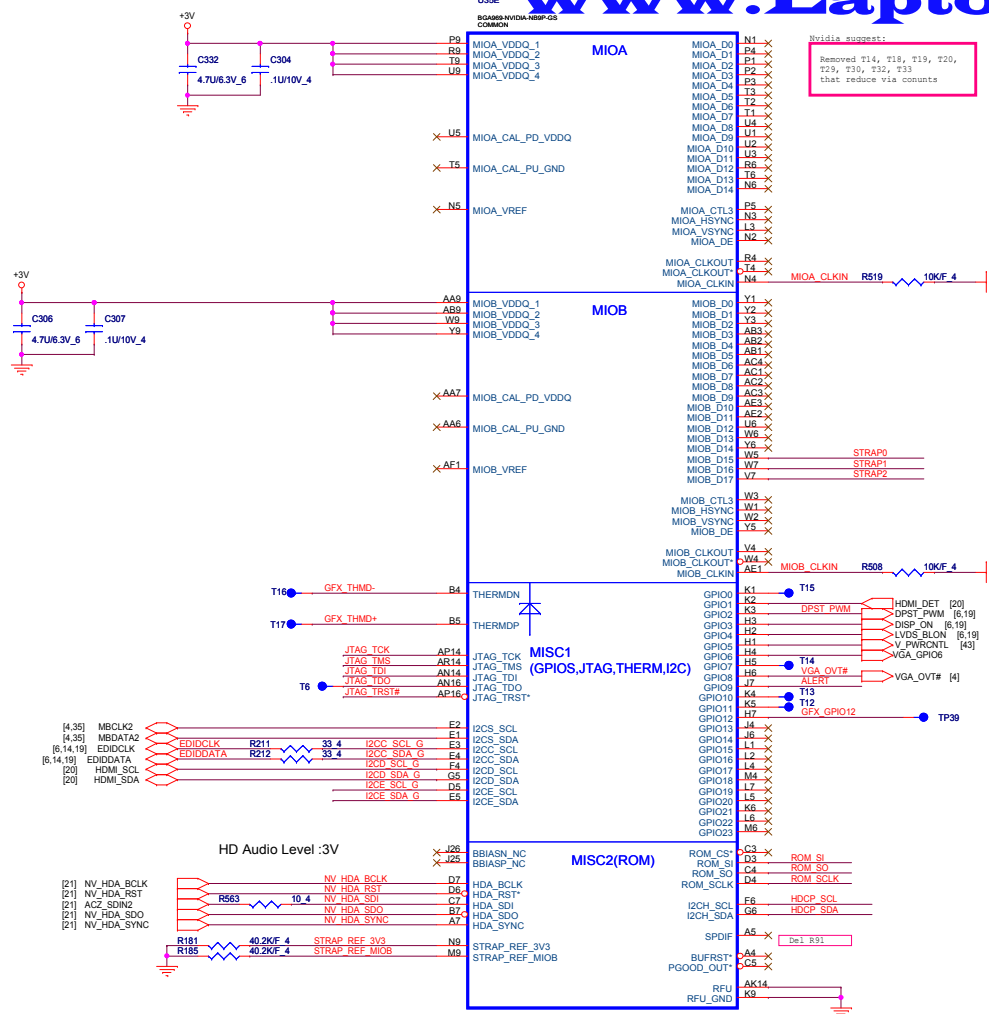 U35E
www.Lapto
BGA969-NVIDIA-NB9P-GS
COMMON
+3V
C332
4.7U/6.3V_6
C304
.1U/10V_4
P9 MIOA_VDDQ_1
R9 MIOA_VDDQ_2
T9 MIOA_VDDQ_3
U9 MIOA_VDDQ_4
U5 MIOA_CAL_PD_VDDQ
T5 MIOA_CAL_PU_GND
N5 MIOA_VREF
MIOA
MIOA_D0 N1
MIOA_D1 P4
MIOA_D2 P1
MIOA_D3 P2
MIOA_D4 P3
MIOA_D5 T3
MIOA_D6 T2
MIOA_D7 T1
MIOA_D8 U4
MIOA_D9 U1
MIOA_D10 U2
MIOA_D11 U3
MIOA_D12 R6
MIOA_D13 T6
MIOA_D14 N6
MIOA_CTL3 P5
MIOA_HSYNC N3
MIOA_VSYNC L3
MIOA_DE N2
MIOA_CLKOUT R4
MIOA_CLKOUT* T4
MIOA_CLKIN N4 MIOA_CLKIN R519 10K/F_4
Nvidia suggest:
Removed T14, T18, T19, T20,
T29, T30, T32, T33
that reduce via conunts
+3V
C306
4.7U/6.3V_6
C307
.1U/10V_4
AA9 MIOB_VDDQ_1
AB9 MIOB_VDDQ_2
W9 MIOB_VDDQ_3
Y9 MIOB_VDDQ_4
AA7 MIOB_CAL_PD_VDDQ
AA6 MIOB_CAL_PU_GND
AF1 MIOB_VREF
MIOB
MIOB_D0 Y1
MIOB_D1 Y2
MIOB_D2 Y3
MIOB_D3 AB3
MIOB_D4 AB2
MIOB_D5 AB1
MIOB_D6 AC4
MIOB_D7 AC1
MIOB_D8 AC2
MIOB_D9 AC3
MIOB_D10 AE3
MIOB_D11 AE2
MIOB_D12 U6
MIOB_D13 W6
MIOB_D14 Y6
MIOB_D15 W5 STRAP0
MIOB_D16 W7 STRAP1
MIOB_D17 V7 STRAP2
MIOB_CTL3 W3
MIOB_HSYNC W1
MIOB_VSYNC W2
MIOB_DE Y5
MIOB_CLKOUT V4
MIOB_CLKOUT* W4
MIOB_CLKIN AE1 MIOB_CLKIN R508 10K/F_4
T16 GFX_THMD- B4 THERMDN
T17 GFX_THMD+ B5 THERMDP
MISC1
(GPIOS,JTAG,THERM,I2C)
JTAG_TCK AP14 JTAG_TCK
JTAG_TMS AR14 JTAG_TMS
JTAG_TDI AN14 JTAG_TDI
T6 JTAG_TDO AN16 JTAG_TDO
JTAG_TRST# AP16 JTAG_TRST*
[4,35] MBCLK2 E2 I2CS_SCL
[4,35] MBDATA2 E1 I2CS_SDA
[6,14,19] EDIDCLK EDIDCLK R211 33_4 I2CC_SCL_G E3 I2CC_SCL
[6,14,19] EDIDDATA EDIDDATA R212 33_4 I2CC_SDA_G E4 I2CC_SDA
[20] HDMI_SCL I2CD_SCL_G F4 I2CD_SCL
[20] HDMI_SDA I2CD_SDA_G G5 I2CD_SDA
I2CE_SCL_G D5 I2CE_SCL
I2CE_SDA_G E5 I2CE_SDA
GPIO0 K1 T15
GPIO1 K2 HDMI_DET [20]
GPIO2 K3 DPST_PWM DPST_PWM [6,19]
GPIO3 H3 DISP_ON [6,19]
GPIO4 H2 LVDS_BLON [6,19]
GPIO5 H1 V_PWRCNTL [43]
GPIO6 H4 VGA_GPIO6
GPIO7 H5 T14
GPIO8 H6 VGA_OVT# VGA_OVT# [4]
GPIO9 J7 ALERT
GPIO10 K4 T13
GPIO11 K5 T12
GPIO12 H7 GFX_GPIO12 TP39
GPIO13 J4
GPIO14 J6
GPIO15 L1
GPIO16 L2
GPIO17 L4
GPIO18 M4
GPIO19 L7
GPIO20 L5
GPIO21 K6
GPIO22 L6
GPIO23 M6
HD Audio Level :3V
MISC2(ROM)
J26 BBIASN_NC
J25 BBIASP_NC
[21] NV_HDA_BCLK NV_HDA_BCLK D7 HDA_BCLK
[21] NV_HDA_RST NV_HDA_RST D6 HDA_RST*
[21] ACZ_SDIN2 R563 10_4 NV_HDA_SDI C7 HDA_SDI
[21] NV_HDA_SDO NV_HDA_SDO B7 HDA_SDO
[21] NV_HDA_SYNC NV_HDA_SYNC A7 HDA_SYNC
R181 40.2K/F_4 STRAP_REF_3V3 N9 STRAP_REF_3V3
R185 40.2K/F_4 STRAP_REF_MIOB M9 STRAP_REF_MIOB
ROM_CS* C3
ROM_SI D3 ROM_SI
ROM_SO C4 ROM_SO
ROM_SCLK D4 ROM_SCLK
I2CH_SCL F6 HDCP_SCL
I2CH_SDA G6 HDCP_SDA
SPDIF A5 Del R91
BUFRST* A4
PGOOD_OUT* C5
RFU AK14
RFU_GND K9